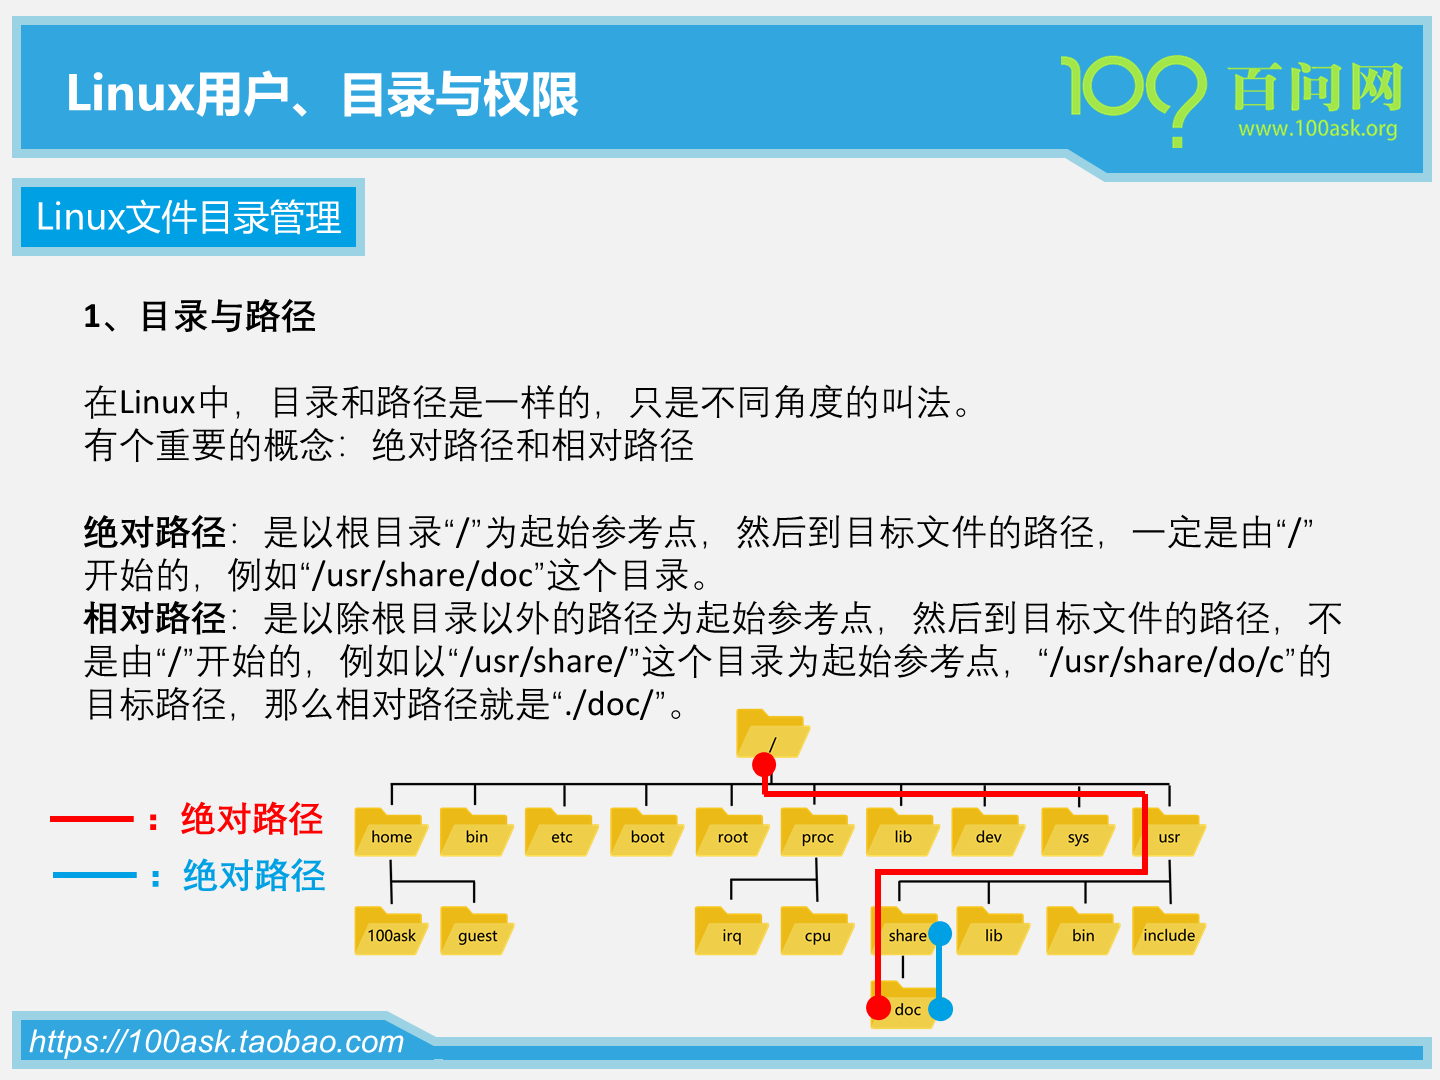 Linux用户、目录与权限
100?
百问网
www.100ask.org
Linux文件目录管理
1、目录与路径
在Linux中，目录和路径是一样的，只是不同角度的叫法。
有个重要的概念：绝对路径和相对路径
绝对路径：是以根目录“/”为起始参考点，然后到目标文件的路径，一定是由“/”
开始的，例如“/usr/share/doc”这个目录。
相对路径：是以除根目录以外的路径为起始参考点，然后到目标文件的路径，不
是由“/”开始的，例如以“/usr/share/”这个目录为起始参考点，“/usr/share/do/c”的
目标路径，那么相对路径就是“./doc/”。
/
：绝对路径
：绝对路径
home bin etc boot root proc lib dev sys usr
100ask guest irq cpu share lib bin include
doc
https://100ask.taobao.com